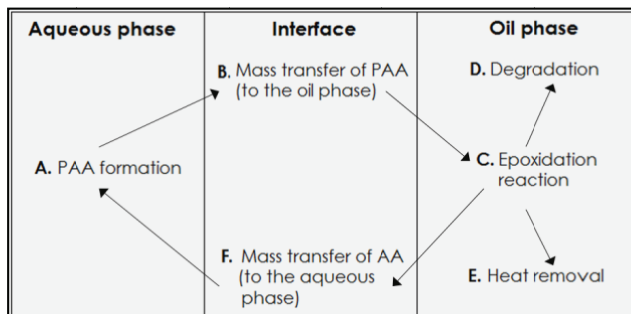 Aqueous phase
Interface
Oil phase
B. Mass transfer of PAA
(to the oil phase)
D. Degradation
A. PAA formation
C. Epoxidation
reaction
F. Mass transfer of AA
(to the aqueous
phase)
E. Heat removal